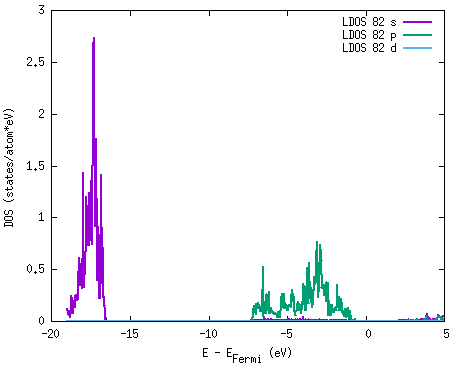 3
2.5
2
1.5
1
0.5
0
-20
-15
-10
-5
0
5
DOS (states/atom*eV)
E - EFermi (eV)
LDOS 82 s
LDOS 82 p
LDOS 82 d